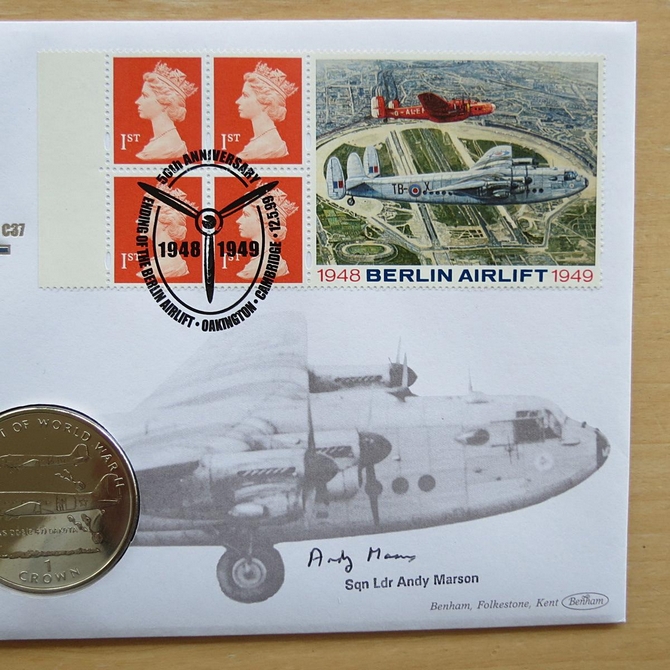 1ST
1ST
1ST
1ST
G-ALEF
TB X
1948 BERLIN AIRLIFT 1949
50th ANNIVERSARY
1948 1949
ENDING OF THE BERLIN AIRLIFT • OAKINGTON • CAMBRIDGE • 12.5.99
C37
T OF WORLD WAR II
1
CROWN
Andy Marson
Sqn Ldr Andy Marson
Benham, Folkestone, Kent
Benham